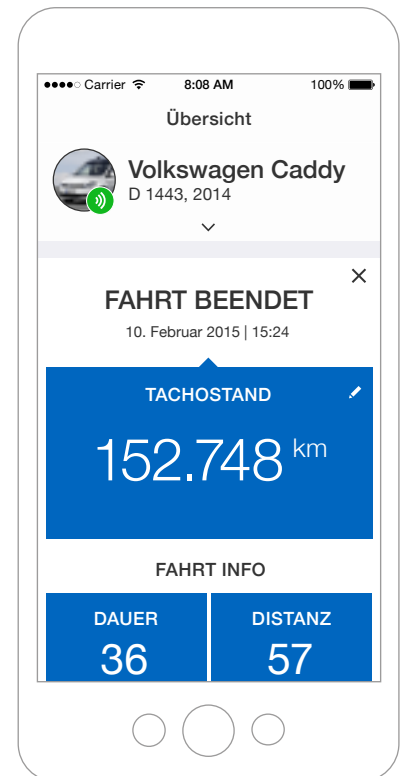 Carrier 8:08 AM 100%
Übersicht
Volkswagen Caddy
D 1443, 2014
FAHRT BEENDET
10. Februar 2015 | 15:24
TACHOSTAND
152.748 km
FAHRT INFO
DAUER DISTANZ
36 57